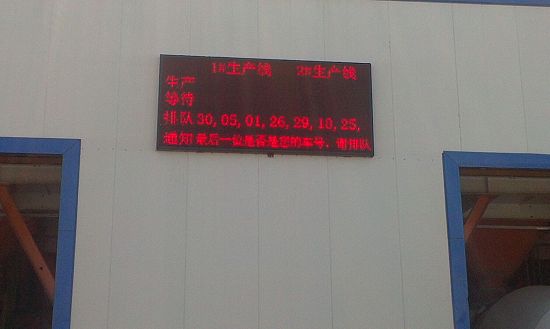 1#生产线 2#生产线
生产
等待
排队 30,05,01,26,29,18,25,
通知 最后一位是否是您的车号、请排队